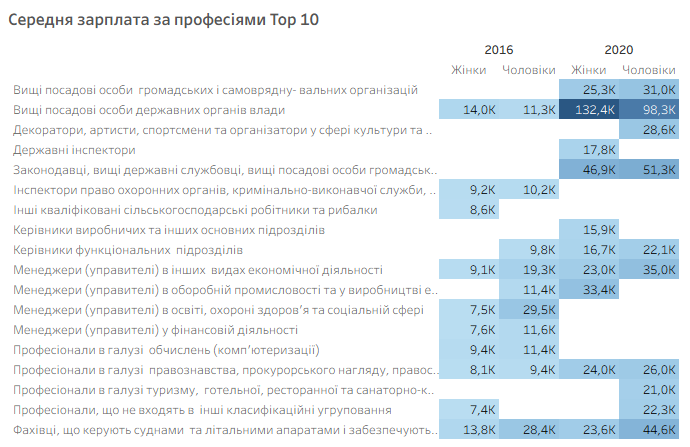 Середня зарплата за професіями Top 10
2016 2020
Жінки Чоловіки Жінки Чоловіки
Вищі посадові особи громадських і самоврядну- вальних організацій 25,3K 31,0K
Вищі посадові особи державних органів влади 14,0K 11,3K 132,4K 98,3K
Декоратори, артисти, спортсмени та організатори у сфері культури та .. 28,6K
Державні інспектори 17,8K
Законодавці, вищі державні службовці, вищі посадові особи громадськ.. 46,9K 51,3K
Інспектори право охоронних органів, кримінально-виконавчої служби, .. 9,2K 10,2K
Інші кваліфіковані сільськогосподарські робітники та рибалки 8,6K
Керівники виробничих та інших основних підрозділів 15,9K
Керівники функціональних підрозділів 9,8K 16,7K 22,1K
Менеджери (управителі) в інших видах економічної діяльності 9,1K 19,3K 23,0K 35,0K
Менеджери (управителі) в оборобній промисловості та у виробництві е.. 11,4K 33,4K
Менеджери (управителі) в освіті, охороні здоров’я та соціальній сфері 7,5K 29,5K
Менеджери (управителі) у фінансовій діяльності 7,6K 11,6K
Професіонали в галузі обчислень (комп’ютеризації) 9,4K 11,4K
Професіонали в галузі правознавства, прокурорського нагляду, правос.. 8,1K 9,4K 24,0K 26,0K
Професіонали в галузі туризму, готельної, ресторанної та санаторно-к.. 21,0K
Професіонали, що не входять в інші класифікаційні угруповання 7,4K 22,3K
Фахівці, що керують суднами та літальними апаратами і забезпечують.. 13,8K 28,4K 23,6K 44,6K